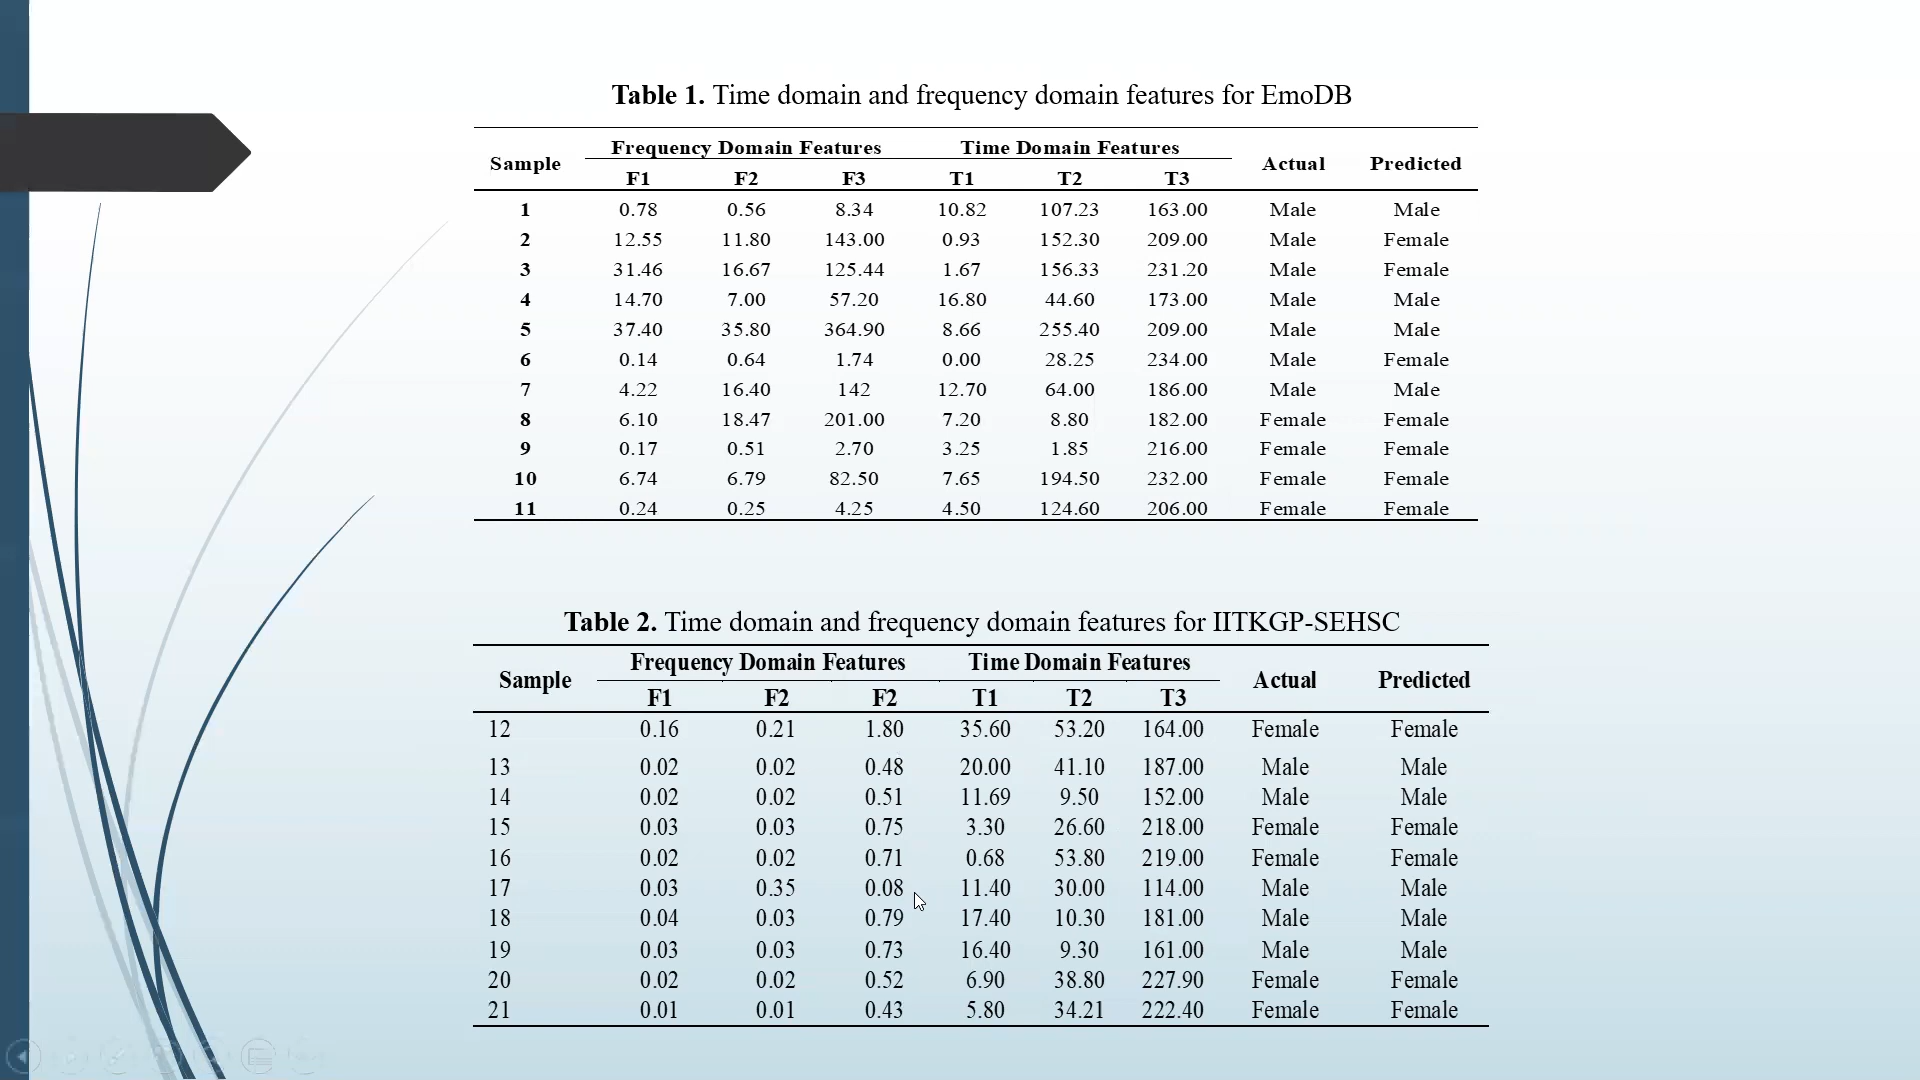 Table 1. Time domain and frequency domain features for EmoDB
Sample Frequency Domain Features Time Domain Features Actual Predicted
F1 F2 F3 T1 T2 T3
1 0.78 0.56 8.34 10.82 107.23 163.00 Male Male
2 12.55 11.80 143.00 0.93 152.30 209.00 Male Female
3 31.46 16.67 125.44 1.67 156.33 231.20 Male Female
4 14.70 7.00 57.20 16.80 44.60 173.00 Male Male
5 37.40 35.80 364.90 8.66 255.40 209.00 Male Male
6 0.14 0.64 1.74 0.00 28.25 234.00 Male Female
7 4.22 16.40 142 12.70 64.00 186.00 Male Male
8 6.10 18.47 201.00 7.20 8.80 182.00 Female Female
9 0.17 0.51 2.70 3.25 1.85 216.00 Female Female
10 6.74 6.79 82.50 7.65 194.50 232.00 Female Female
11 0.24 0.25 4.25 4.50 124.60 206.00 Female Female
Table 2. Time domain and frequency domain features for IITKGP-SEHSC
Sample Frequency Domain Features Time Domain Features Actual Predicted
F1 F2 F2 T1 T2 T3
12 0.16 0.21 1.80 35.60 53.20 164.00 Female Female
13 0.02 0.02 0.48 20.00 41.10 187.00 Male Male
14 0.02 0.02 0.51 11.69 9.50 152.00 Male Male
15 0.03 0.03 0.75 3.30 26.60 218.00 Female Female
16 0.02 0.02 0.71 0.68 53.80 219.00 Female Female
17 0.03 0.35 0.08 11.40 30.00 114.00 Male Male
18 0.04 0.03 0.79 17.40 10.30 181.00 Male Male
19 0.03 0.03 0.73 16.40 9.30 161.00 Male Male
20 0.02 0.02 0.52 6.90 38.80 227.90 Female Female
21 0.01 0.01 0.43 5.80 34.21 222.40 Female Female